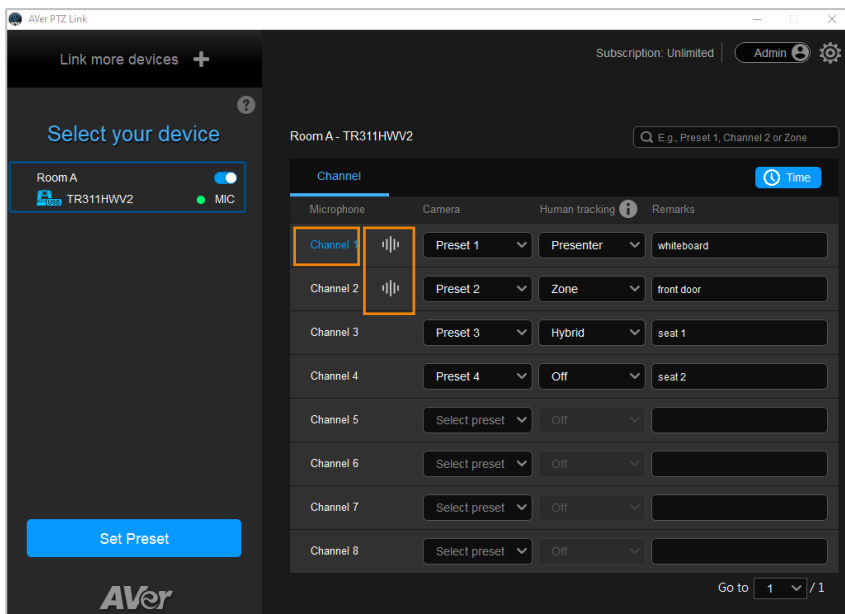 AVer PTZ Link
Link more devices +
Subscription: Unlimited
Admin
?
Select your device
Room A
USB TR311HWV2 MIC
Set Preset
AVer
Room A - TR311HWV2
E.g., Preset 1, Channel 2 or Zone
Channel
Time
Microphone Camera Human tracking i Remarks
Channel 1 Preset 1 Presenter whiteboard
Channel 2 Preset 2 Zone front door
Channel 3 Preset 3 Hybrid seat 1
Channel 4 Preset 4 Off seat 2
Channel 5 Select preset Off
Channel 6 Select preset Off
Channel 7 Select preset Off
Channel 8 Select preset Off
Go to 1 / 1